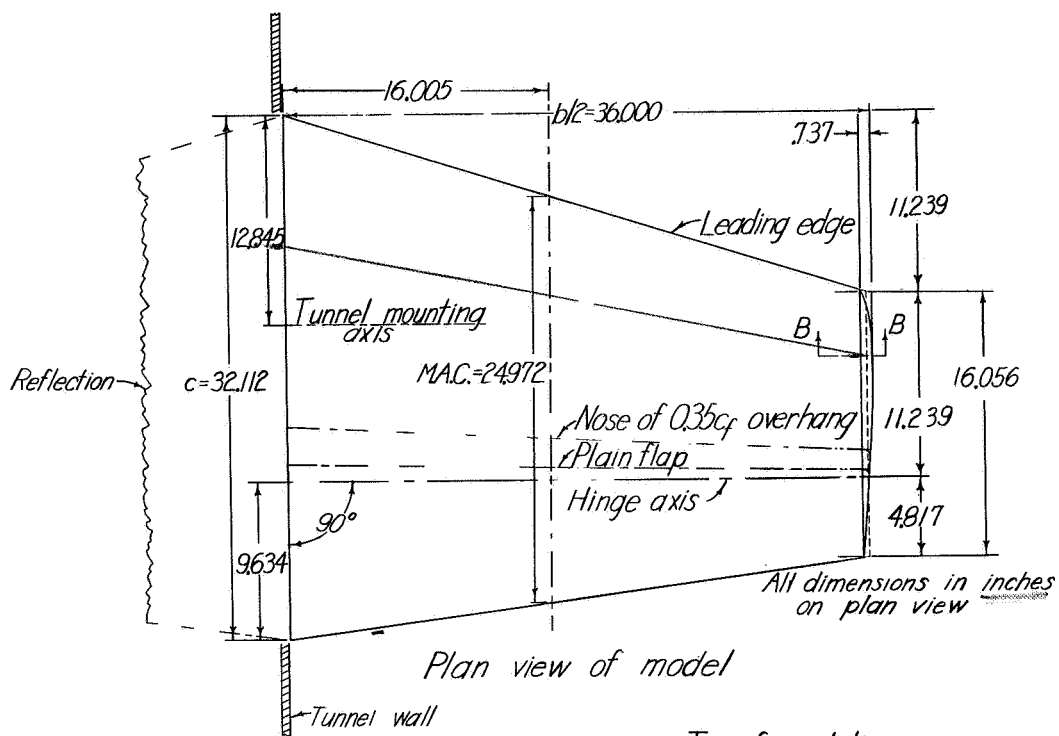 16.005
b/2=36.000
.737
11.239
Leading edge
12.845
Tunnel mounting
axis
B B
Reflection
c=32.112
M.A.C.=24.972
16.056
Nose of 0.35cf overhang
11.239
Plain flap
Hinge axis
90°
4.817
9.634
All dimensions in inches
on plan view
Plan view of model
Tunnel wall